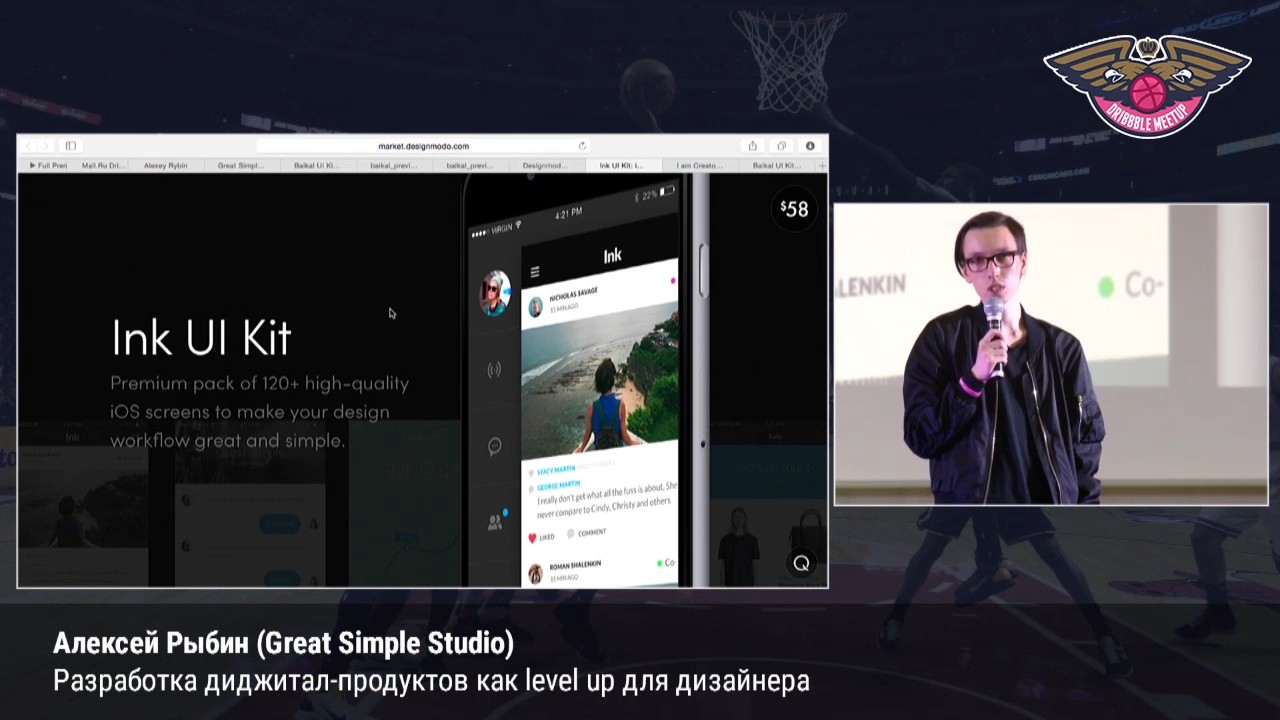 DRIBBBLE MEETUP
market.designmodo.com
Full Pren
Mail.Ru Dri...
Alexey Rybin
Great Simpl...
Baikal UI Ki...
baikal_previ...
baikal_previ...
Designmod...
Ink UI Kit: i...
I am Creato...
Baikal UI Kit...
$58
VIRGIN
4:21 PM
22%
Ink
NICHOLAS SAVAGE
15 MIN AGO
Ink UI Kit
Premium pack of 120+ high-quality
iOS screens to make your design
workflow great and simple.
STACY MARTIN
GEORGE MARTIN
I really don't get what all the fuss is about. She
never compare to Cindy, Christy and others
LIKED
COMMENT
ROMAN SHALENKIN
15 MIN AGO
Co-
LENKIN
Co-
Алексей Рыбин (Great Simple Studio)
Разработка диджитал-продуктов как level up для дизайнера